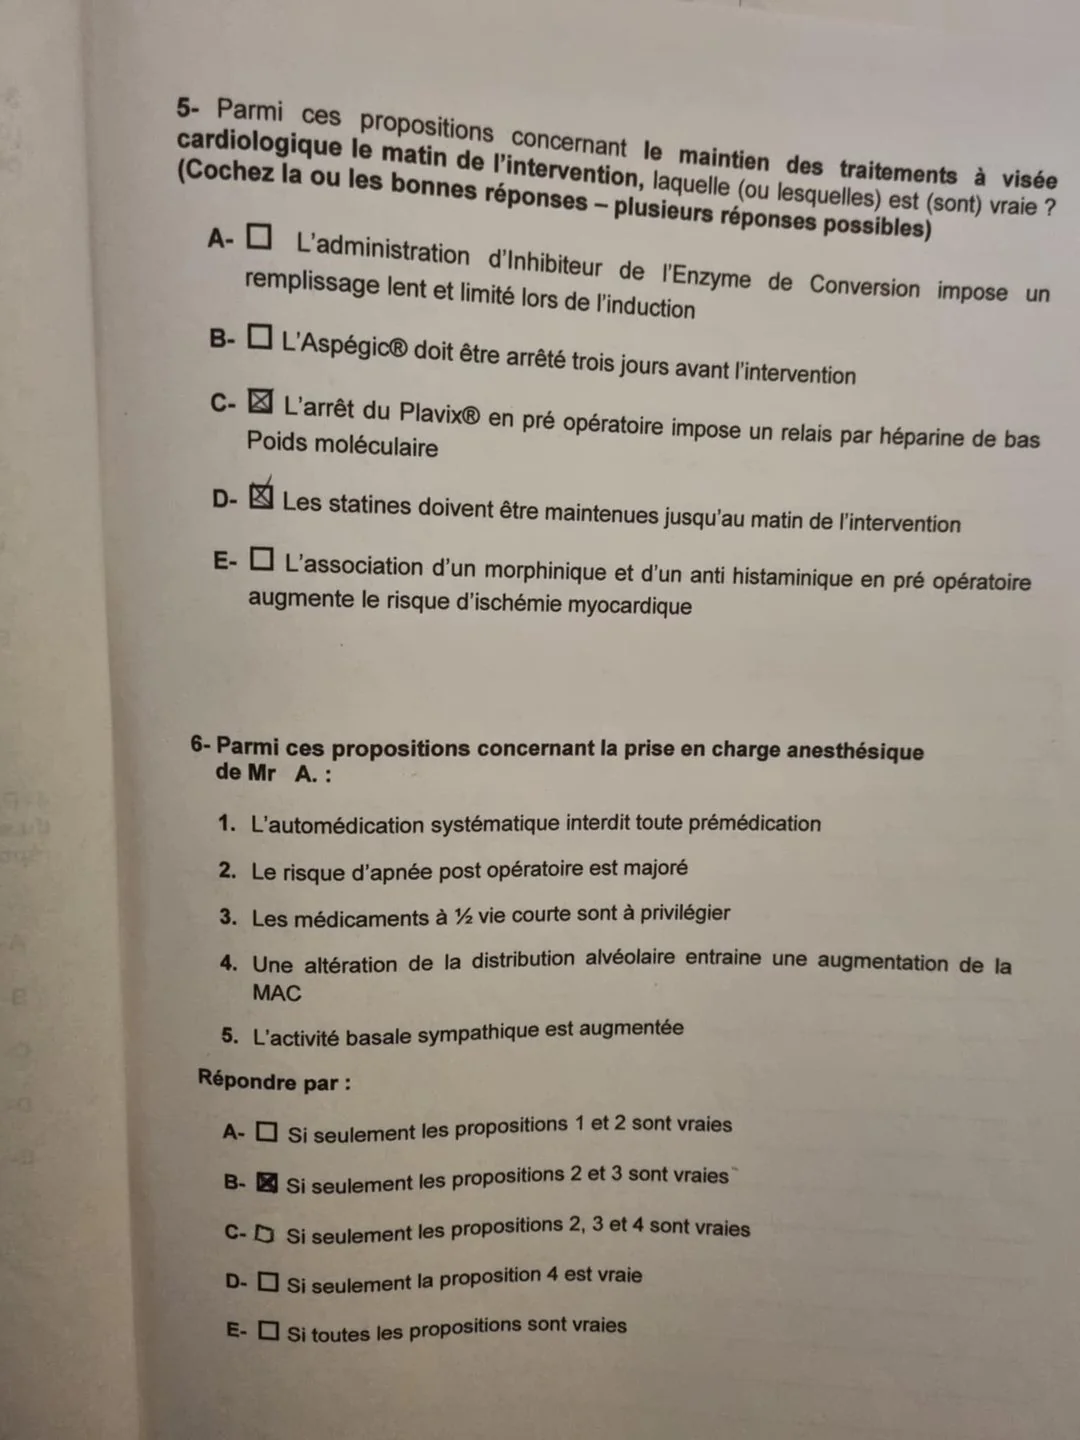 5- Parmi ces propositions concernant le maintien des traitements à visée
cardiologique le matin de l'intervention, laquelle (ou lesquelles) est (sont) vraie ?
(Cochez la ou les bonnes réponses – plusieurs réponses possibles)
A- ☐ L'administration d'Inhibiteur de l'Enzyme de Conversion impose un
remplissage lent et limité lors de l'induction
B- ☐ L'Aspégic® doit être arrêté trois jours avant l'intervention
C- ☒ L'arrêt du Plavix® en pré opératoire impose un relais par héparine de bas
Poids moléculaire
D- ☒ Les statines doivent être maintenues jusqu'au matin de l'intervention
E- ☐ L'association d'un morphinique et d'un anti histaminique en pré opératoire
augmente le risque d'ischémie myocardique
6- Parmi ces propositions concernant la prise en charge anesthésique
de Mr A. :
1. L'automédication systématique interdit toute prémédication
2. Le risque d'apnée post opératoire est majoré
3. Les médicaments à ½ vie courte sont à privilégier
4. Une altération de la distribution alvéolaire entraine une augmentation de la
MAC
5. L'activité basale sympathique est augmentée
Répondre par :
A- ☐ Si seulement les propositions 1 et 2 sont vraies
B- ☒ Si seulement les propositions 2 et 3 sont vraies
C- ☐ Si seulement les propositions 2, 3 et 4 sont vraies
D- ☐ Si seulement la proposition 4 est vraie
E- ☐ Si toutes les propositions sont vraies